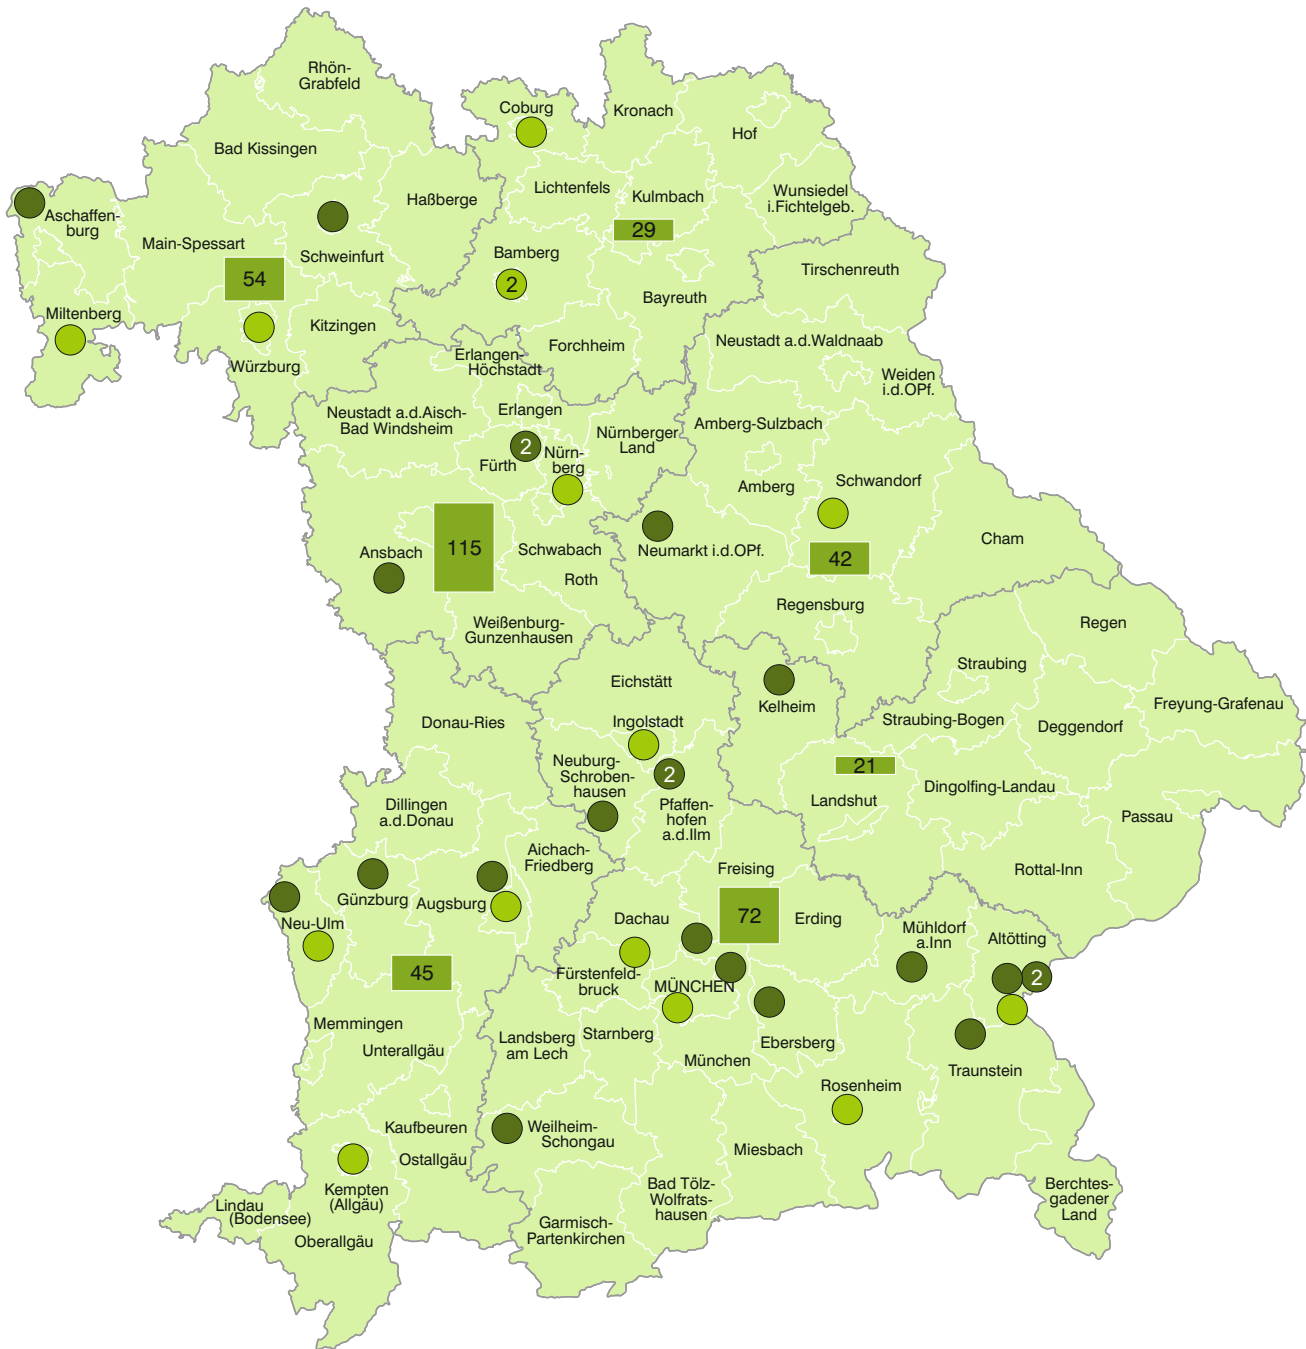 Rhön-
Grabfeld
Coburg
Kronach
Hof
Bad Kissingen
Lichtenfels
Kulmbach
Wunsiedel
i.Fichtelgeb.
Haßberge
Aschaffen-
burg
29
Main-Spessart
Schweinfurt
Bamberg
Tirschenreuth
54
2
Bayreuth
Miltenberg
Kitzingen
Forchheim
Neustadt a.d.Waldnaab
Würzburg
Erlangen-
Höchstadt
Weiden
i.d.OPf.
Neustadt a.d.Aisch-
Bad Windsheim
Erlangen
Nürnberger
Land
Amberg-Sulzbach
2
Nürn-
berg
Fürth
Amberg
Schwandorf
Ansbach
115
Schwabach
Neumarkt i.d.OPf.
42
Cham
Roth
Regensburg
Weißenburg-
Gunzenhausen
Regen
Straubing
Eichstätt
Kelheim
Freyung-Grafenau
Donau-Ries
Ingolstadt
Straubing-Bogen
Deggendorf
Neuburg-
Schroben-
hausen
2
21
Dingolfing-Landau
Landshut
Dillingen
a.d.Donau
Pfaffen-
hofen
a.d.Ilm
Passau
Aichach-
Friedberg
Freising
Rottal-Inn
Günzburg
Augsburg
Neu-Ulm
Dachau
72
Erding
Mühldorf
a.Inn
Altötting
45
Fürstenfeld-
bruck
MÜNCHEN
2
Memmingen
Landsberg
am Lech
Starnberg
Ebersberg
Unterallgäu
München
Traunstein
Rosenheim
Kaufbeuren
Weilheim-
Schongau
Miesbach
Ostallgäu
Kempten
(Allgäu)
Bad Tölz-
Wolfrats-
hausen
Berchtes-
gadener
Land
Lindau
(Bodensee)
Garmisch-
Partenkirchen
Oberallgäu